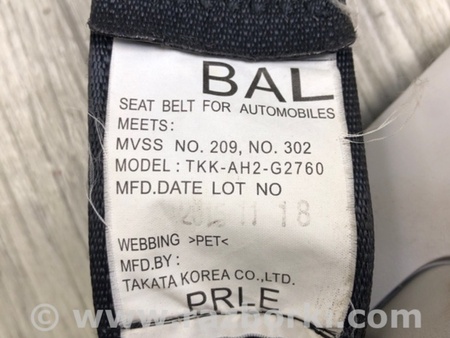 BAL
SEAT BELT FOR AUTOMOBILES
MEETS:
MVSS NO. 209, NO. 302
MODEL: TKK-AH2-G2760
MFD.DATE LOT NO
11 18
WEBBING >PET<
MFD.BY:
TAKATA KOREA CO.,LTD.
PRLE